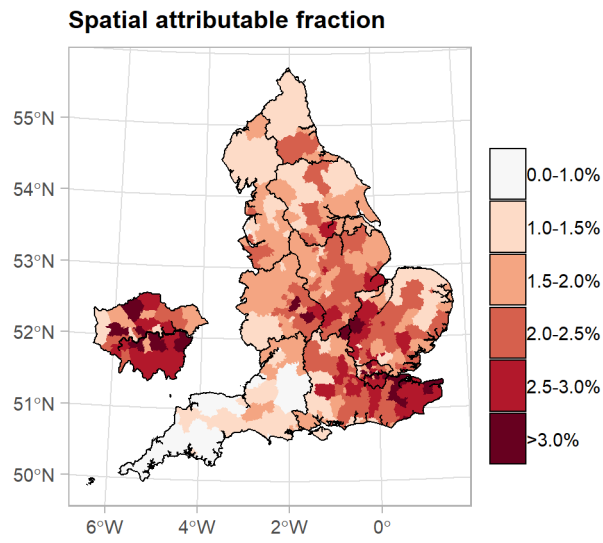 Spatial attributable fraction
55°N
54°N
53°N
52°N
51°N
50°N
6°W
4°W
2°W
0°
0.0-1.0%
1.0-1.5%
1.5-2.0%
2.0-2.5%
2.5-3.0%
>3.0%